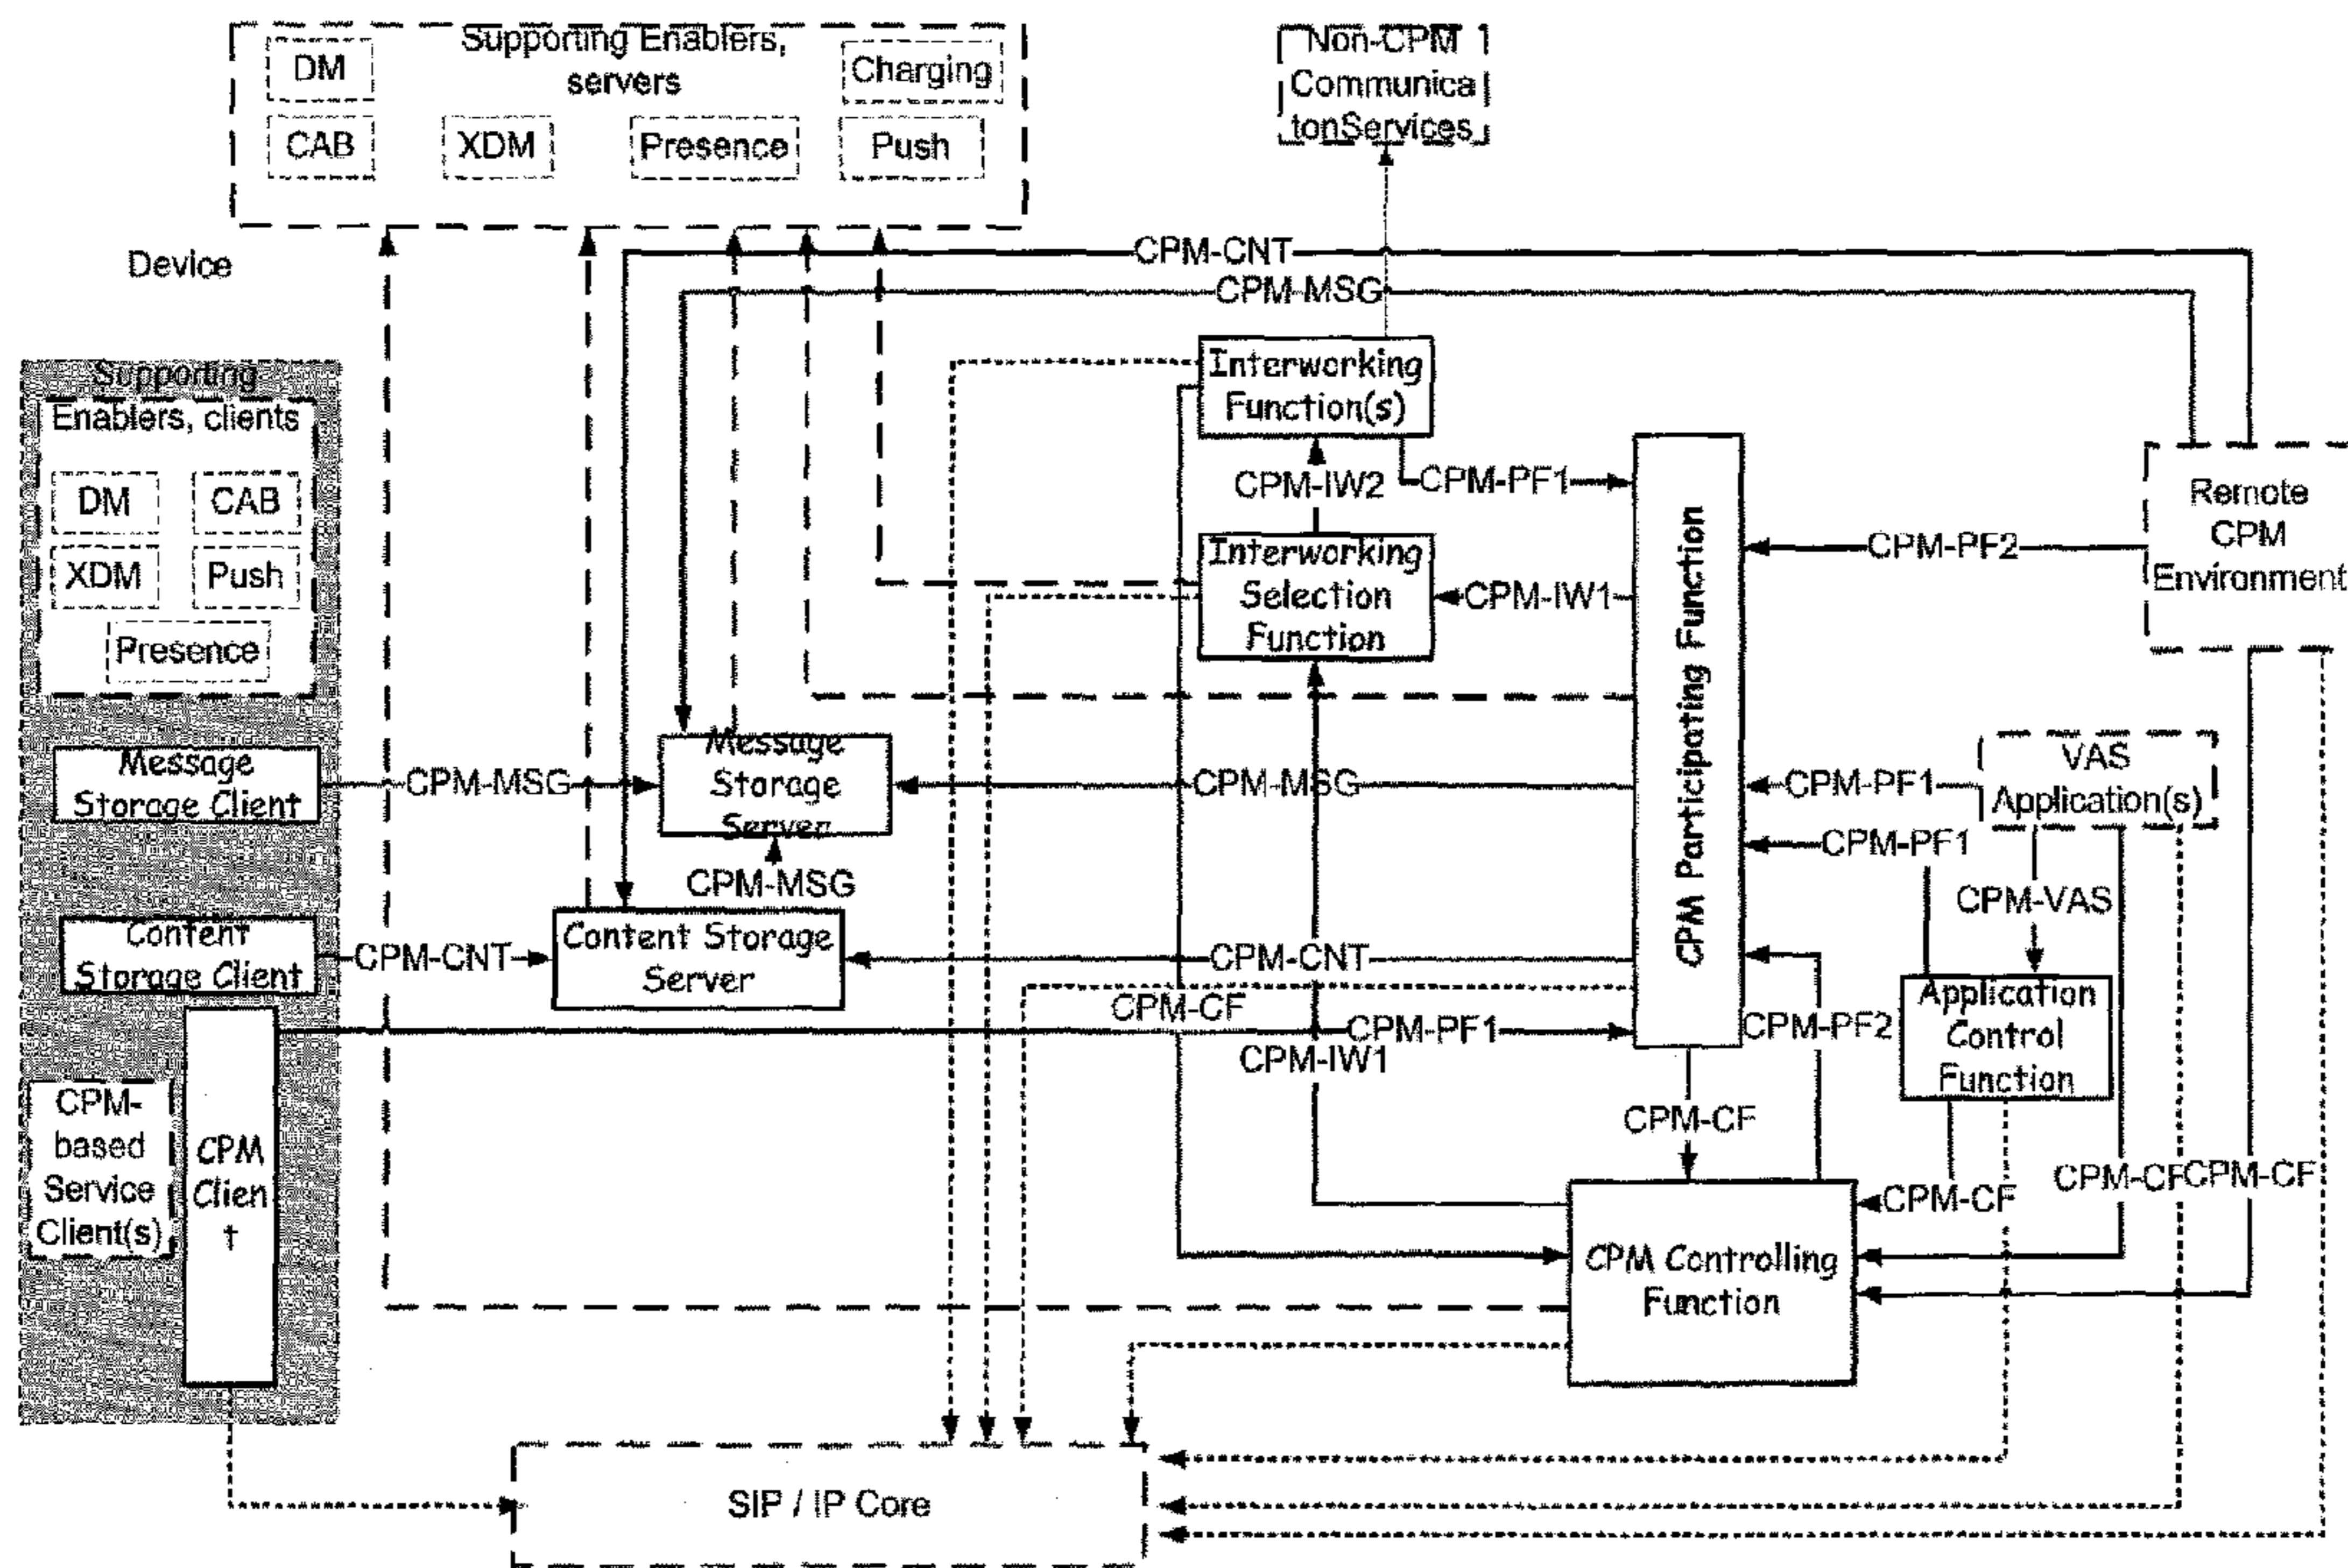 Supporting Enablers,
servers
DM
Charging
CAB
XDM
Presence
Push
Non-CPM
Communica
tonServices
Device
CPM-CNT
CPM-MSG
Supporting
Enablers, clients
DM
CAB
XDM
Push
Presence
Interworking
Function(s)
CPM-IW2
CPM-PF1
Interworking
Selection
Function
CPM-IW1
CPM Participating Function
CPM-PF2
Remote
CPM
Environment
Message
Storage Client
CPM-MSG
Message
Storage
Server
CPM-MSG
CPM-PF1
VAS
Application(s)
CPM-PF1
CPM-MSG
CPM-VAS
Content
Storage Client
CPM-CNT
Content Storage
Server
CPM-CNT
CPM-CF
CPM-PF1
CPM-IW1
CPM-PF2
Application
Control
Function
CPM-
based
Service
Client(s)
CPM
Clien
t
CPM-CF
CPM-CF
CPM-CF
CPM-CF
CPM Controlling
Function
SIP / IP Core